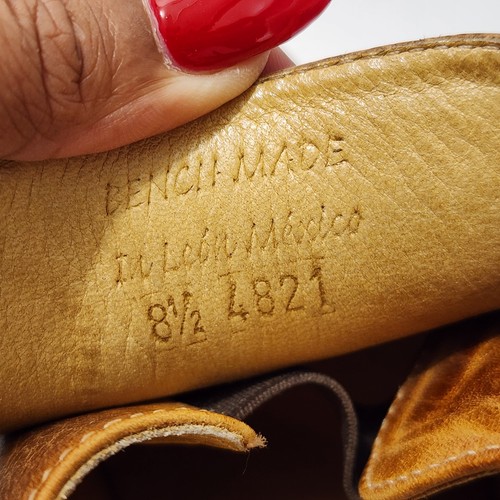 BENCH MADE
In León México
8½ 4821